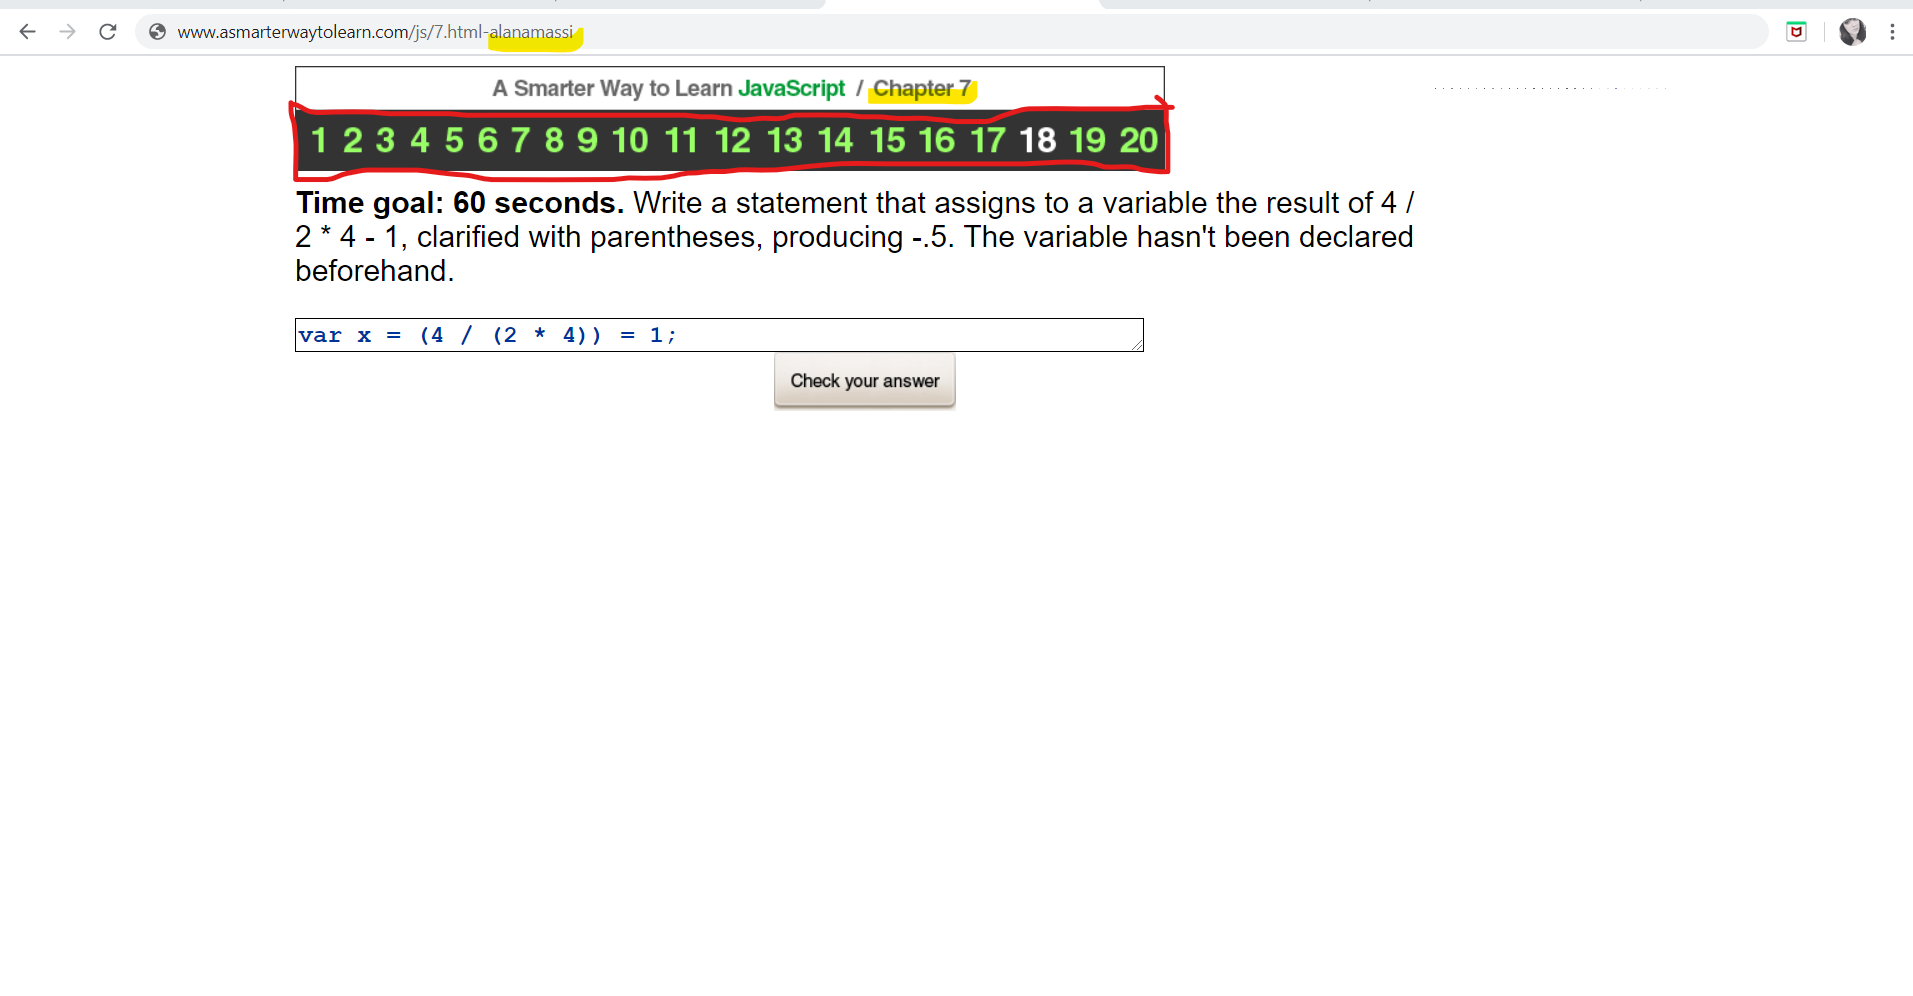 www.asmarterwaytolearn.com/js/7.html-alanamassi
A Smarter Way to Learn JavaScript / Chapter 7
1 2 3 4 5 6 7 8 9 10 11 12 13 14 15 16 17 18 19 20
Time goal: 60 seconds. Write a statement that assigns to a variable the result of 4 /
2 * 4 - 1, clarified with parentheses, producing -.5. The variable hasn't been declared
beforehand.
var x = (4 / (2 * 4)) = 1;
Check your answer